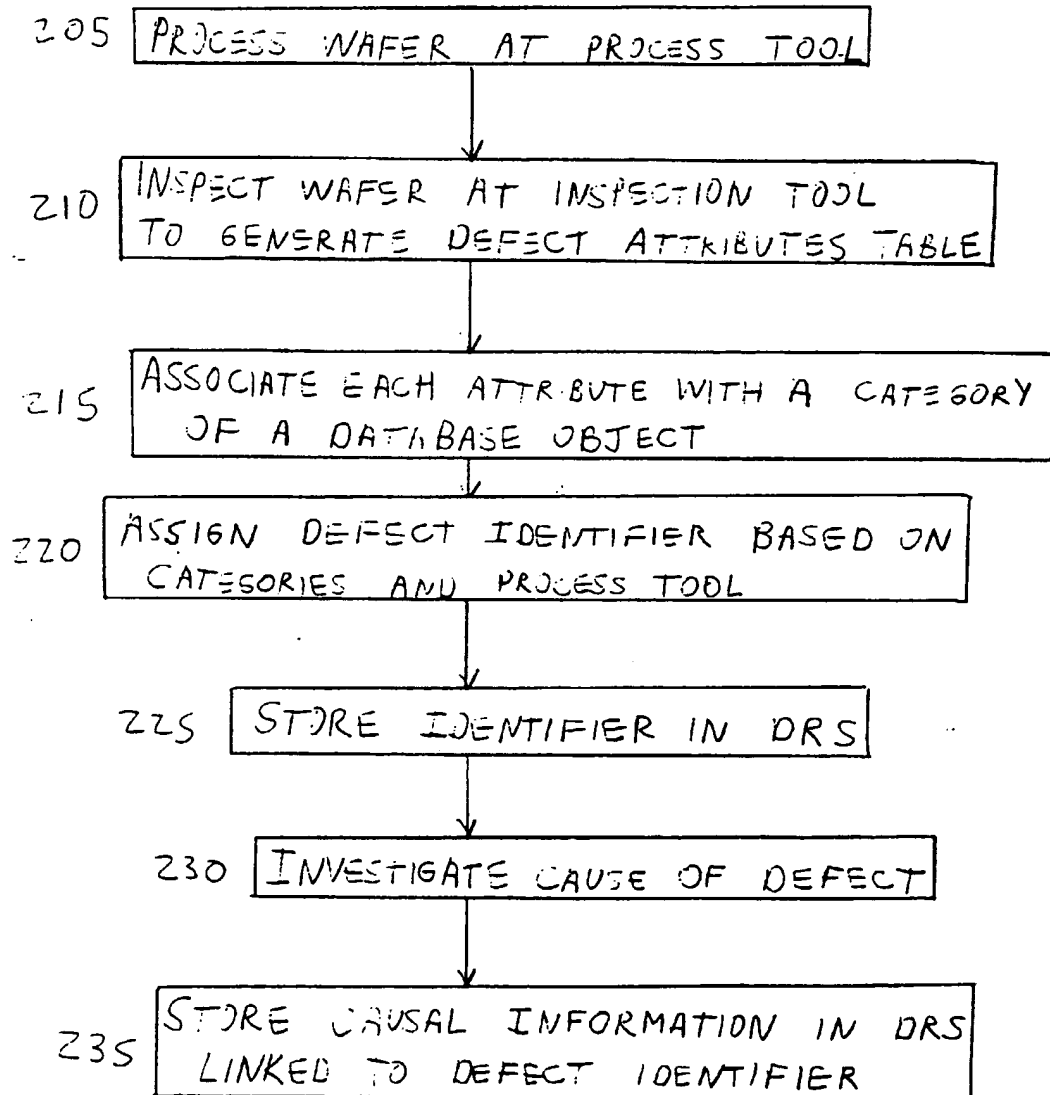 205 PROCESS WAFER AT PROCESS TOOL
210 INSPECT WAFER AT INSPECTION TOOL
TO GENERATE DEFECT ATTRIBUTES TABLE
215 ASSOCIATE EACH ATTRIBUTE WITH A CATEGORY
OF A DATABASE OBJECT
220 ASSIGN DEFECT IDENTIFIER BASED ON
CATEGORIES AND PROCESS TOOL
225 STORE IDENTIFIER IN DRS
230 INVESTIGATE CAUSE OF DEFECT
235 STORE CAUSAL INFORMATION IN DRS
LINKED TO DEFECT IDENTIFIER